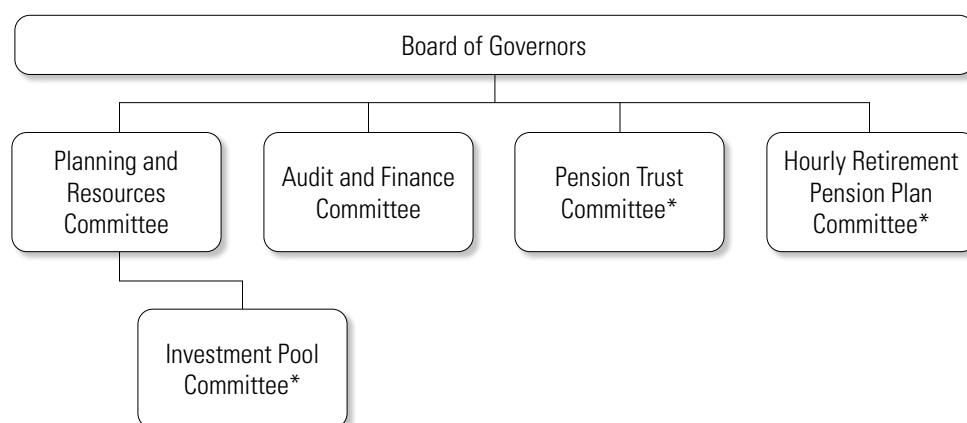 Board of Governors
Planning and
Resources
Committee
Audit and Finance
Committee
Pension Trust
Committee*
Hourly Retirement
Pension Plan
Committee*
Investment Pool
Committee*